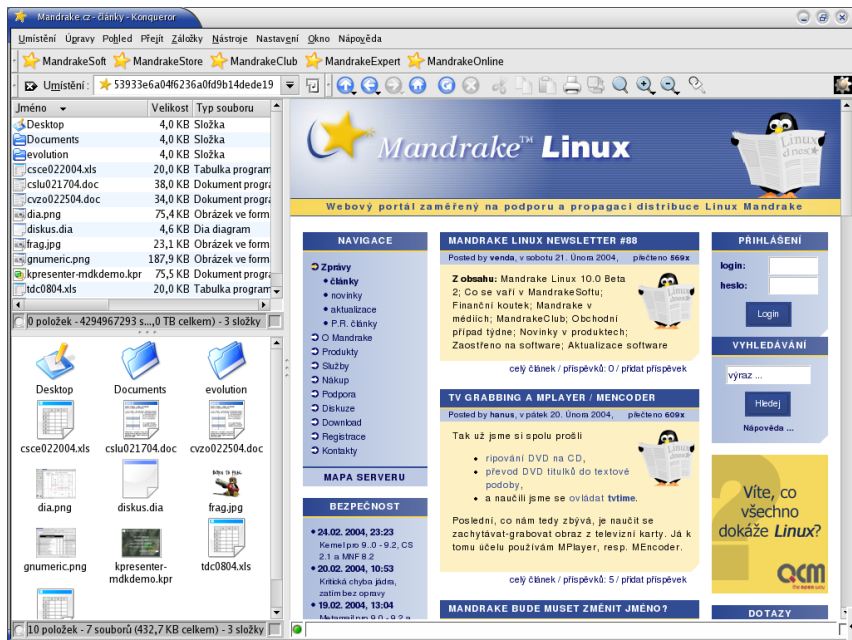 Mandrake.cz - články - Konqueror
Umístění Úpravy Pohled Přejít Záložky Nástroje Nastavení Okno Nápověda
MandrakeSoft MandrakeStore MandrakeClub MandrakeExpert MandrakeOnline
Umístění: 53933e6a04f6236a0fd9b14dede19
Jméno Velikost Typ souboru
Desktop 4,0 KB Složka
Documents 4,0 KB Složka
evolution 4,0 KB Složka
csce022004.xls 20,0 KB Tabulka program
cslu021704.doc 38,0 KB Dokument progra
cvzo022504.doc 34,0 KB Dokument progra
dia.png 75,4 KB Obrázek ve form
diskus.dia 4,6 KB Dia diagram
frag.jpg 23,1 KB Obrázek ve form
gnumeric.png 187,9 KB Obrázek ve form
kpresenter-mdkdemo.kpr 75,5 KB Dokument progra
tdc0804.xls 20,0 KB Tabulka program
0 položek - 4294967293 s...,0 TB celkem) - 3 složky
Desktop Documents evolution
csce022004.xls cslu021704.doc cvzo022504.doc
BORN TO FRAG
dia.png diskus.dia frag.jpg
gnumeric.png kpresenter-mdkdemo.kpr tdc0804.xls
10 položek - 7 souborů (432,7 KB celkem) - 3 složky
Mandrake™ Linux
Linux
Webový portál zaměřený na podporu a propagaci distribuce Linux Mandrake
NAVIGACE
Zprávy
články
novinky
aktualizace
P.R. články
O Mandrake
Produkty
Služby
Nákup
Podpora
Diskuze
Download
Registrace
Kontakty
MAPA SERVERU
BEZPEČNOST
24.02. 2004, 23:23
Kernel pro 9..0 - 9.2, CS
2.1 a MNF 8.2
20.02. 2004, 10:53
Kritická chyba jádra,
zatím bez opravy
19.02. 2004, 13:04
Metamail pro 9.0 - 9.2 a
MANDRAKE LINUX NEWSLETTER #88
Posted by venda, v sobotu 21. Února 2004, přečteno 569x
Z obsahu: Mandrake Linux 10.0 Beta
2; Co se vaří v MandrakeSoftu;
Finanční koutek; Mandrake v
médiích; MandrakeClub; Obchodní
případ týdne; Novinky v produktech;
Zaostřeno na software; Aktualizace software
celý článek / příspěvků: 0 / přidat příspěvek
TV GRABBING A MPLAYER / MENCODER
Posted by hanus, v pátek 20. Února 2004, přečteno 609x
Tak už jsme si spolu prošli
ripování DVD na CD,
převod DVD titulků do textové
podoby,
a naučili jsme se ovládat tvtime.
Poslední, co nám tedy zbývá, je naučit se
zachytávat-grabovat obraz z televizní karty. Já k
tomu účelu používám MPlayer, resp. MEncoder.
celý článek / příspěvků: 5 / přidat příspěvek
MANDRAKE BUDE MUSET ZMĚNIT JMÉNO?
PŘIHLÁŠENÍ
login:
heslo:
Login
VYHLEDÁVÁNÍ
výraz ...
Hledej
Nápověda ...
Víte, co
všechno
dokáže Linux?
QCM
the open way
DOTAZY